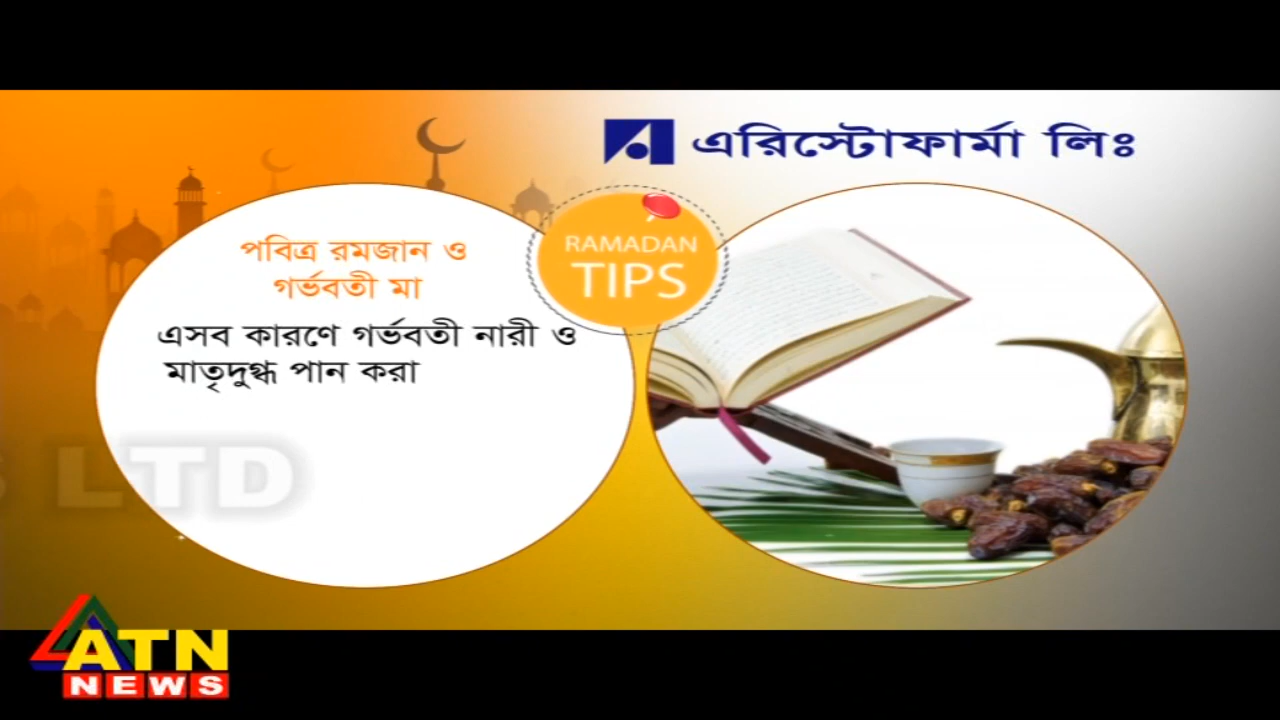 এরিস্টোফার্মা লিঃ
RAMADAN
TIPS
পবিত্র রমজান ও
গর্ভবতী মা
এসব কারণে গর্ভবতী নারী ও
মাতৃদুগ্ধ পান করা
LTD
ATN
NEWS